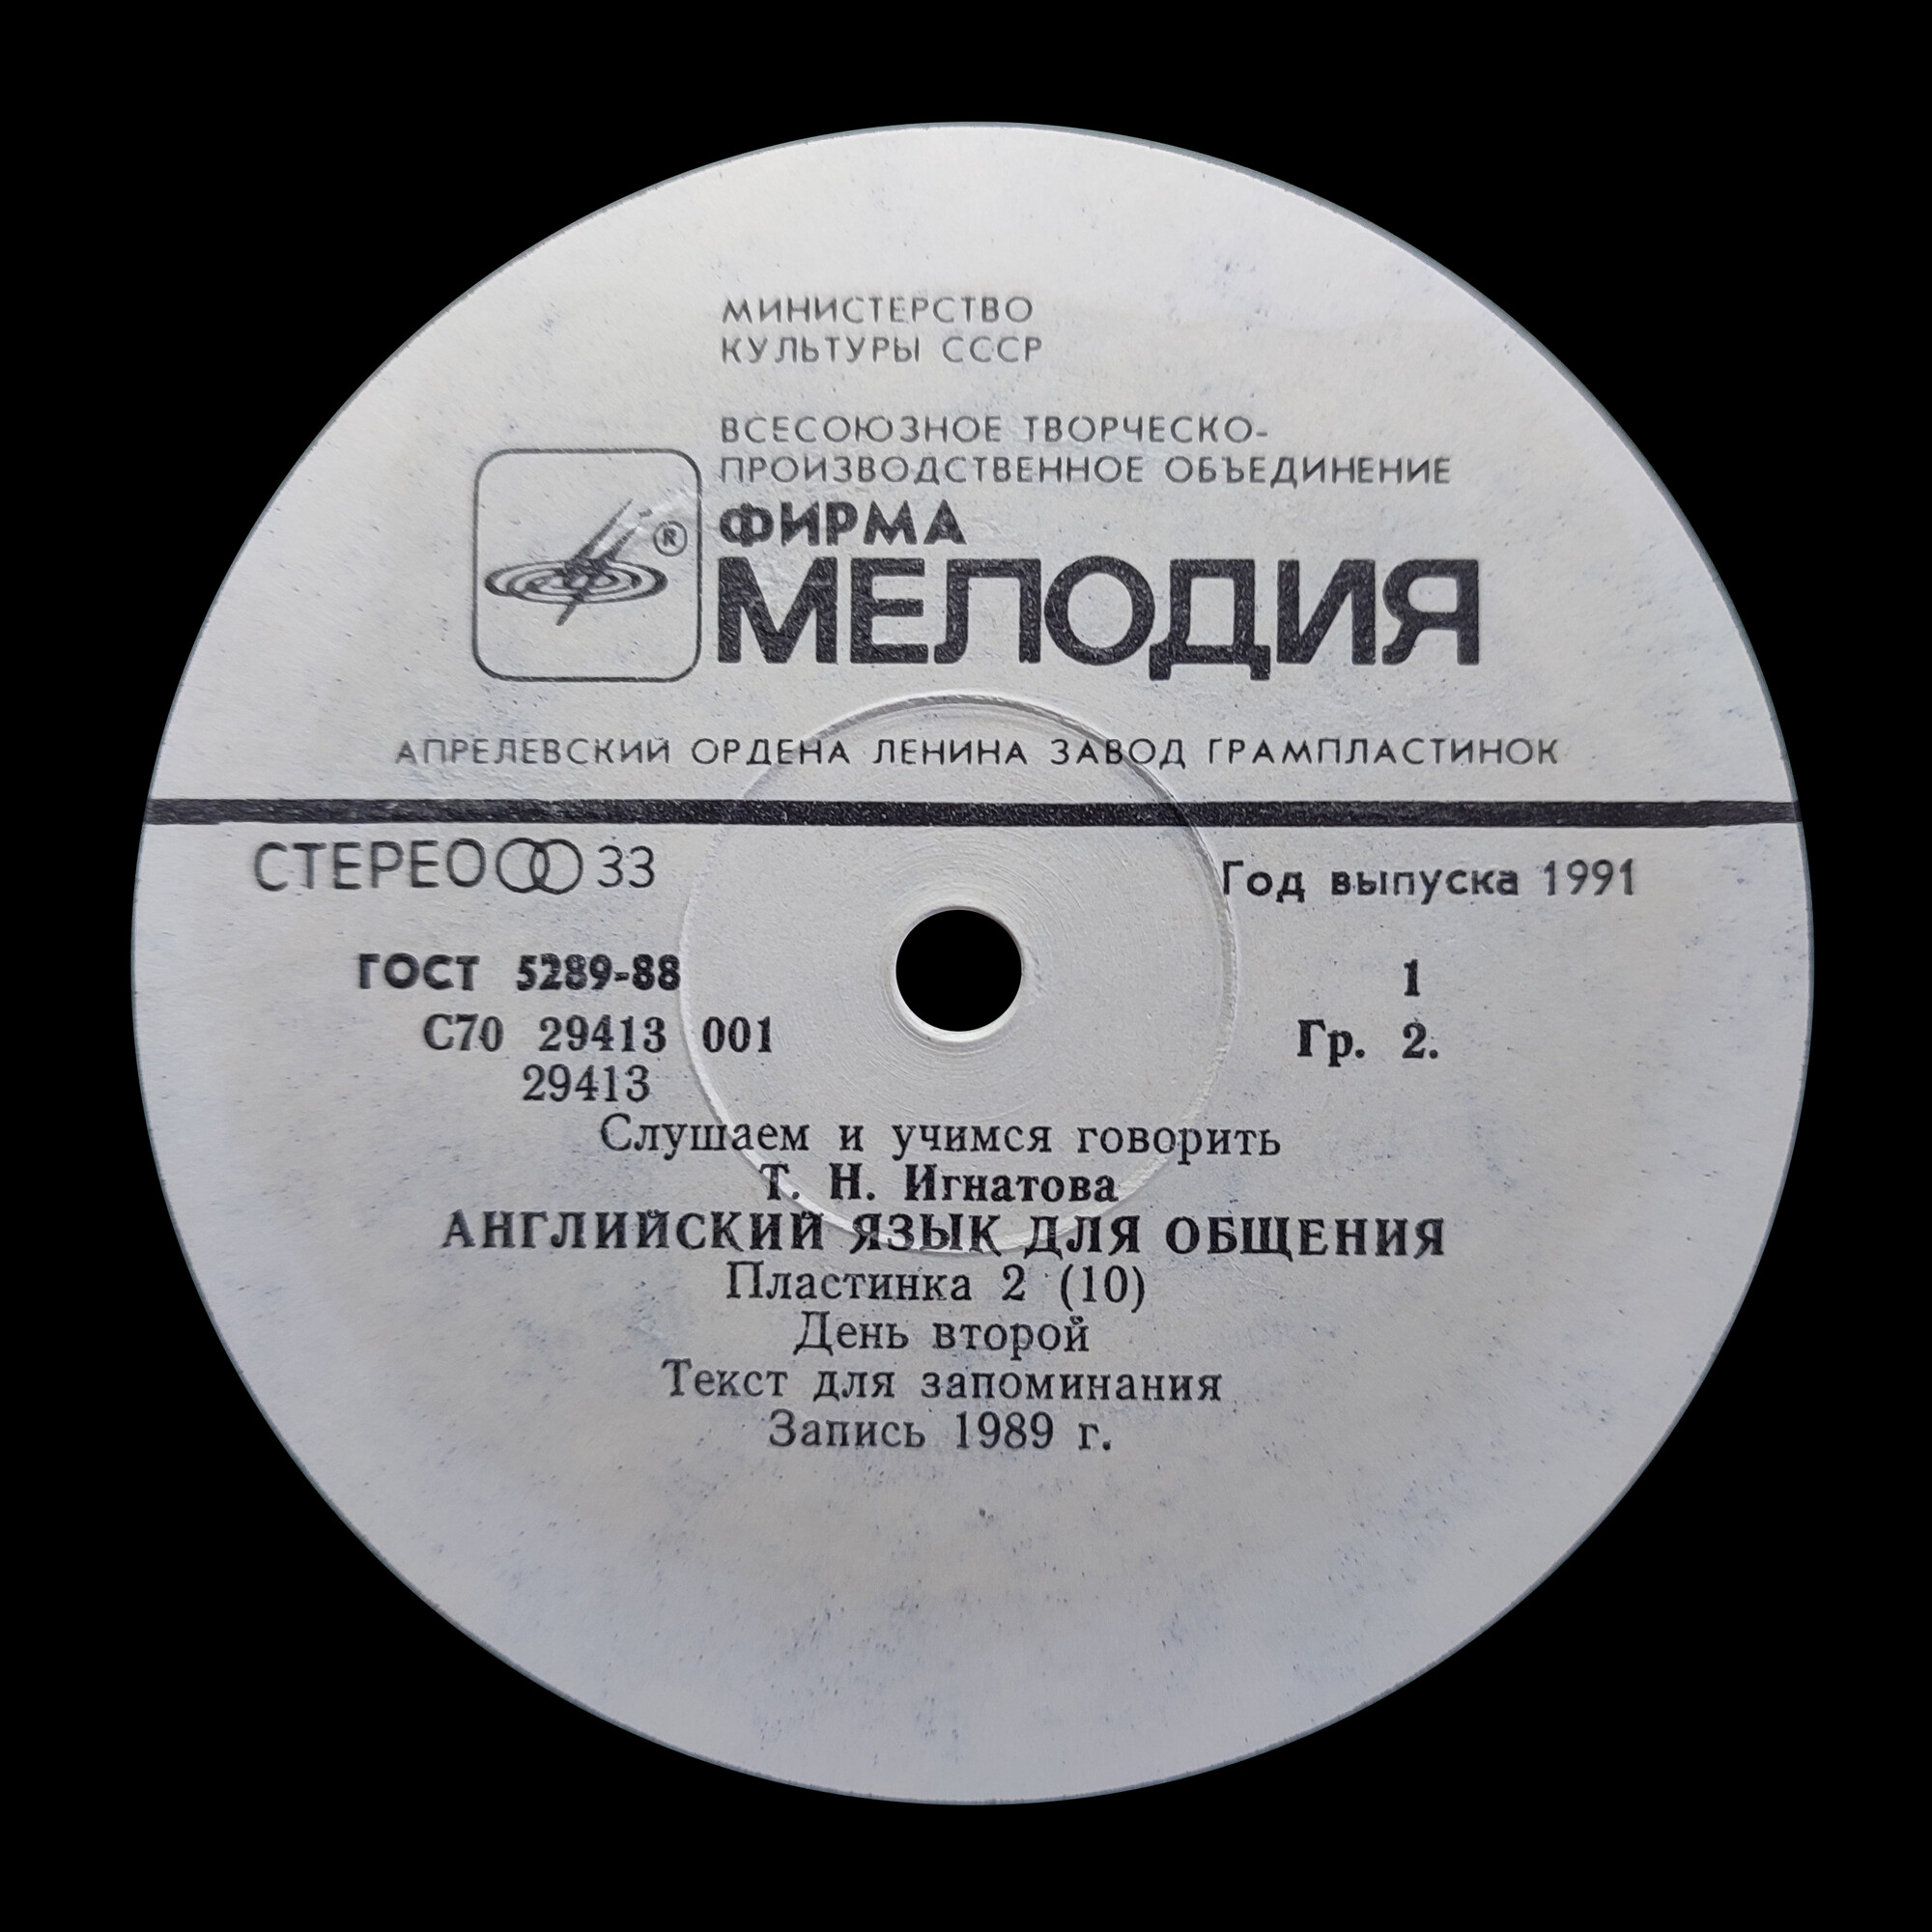 МИНИСТЕРСТВО
КУЛЬТУРЫ СССР
ВСЕСОЮЗНОЕ ТВОРЧЕСКО-
ПРОИЗВОДСТВЕННОЕ ОБЪЕДИНЕНИЕ
®
ФИРМА
МЕЛОДИЯ
АПРЕЛЕВСКИЙ ОРДЕНА ЛЕНИНА ЗАВОД ГРАМПЛАСТИНОК
СТЕРЕО 33
Год выпуска 1991
ГОСТ 5289-88
1
С70 29413 001
Гр. 2.
29413
Слушаем и учимся говорить
Т. Н. Игнатова
АНГЛИЙСКИЙ ЯЗЫК ДЛЯ ОБЩЕНИЯ
Пластинка 2 (10)
День второй
Текст для запоминания
Запись 1989 г.